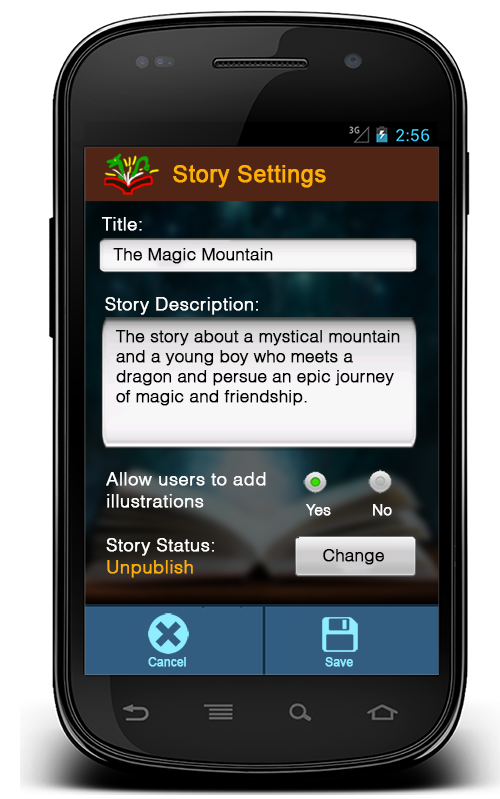 3G 2:56
Story Settings
Title:
The Magic Mountain
Story Description:
The story about a mystical mountain
and a young boy who meets a
dragon and persue an epic journey
of magic and friendship.
Allow users to add
illustrations
Yes No
Story Status:
Unpublish
Change
Cancel Save